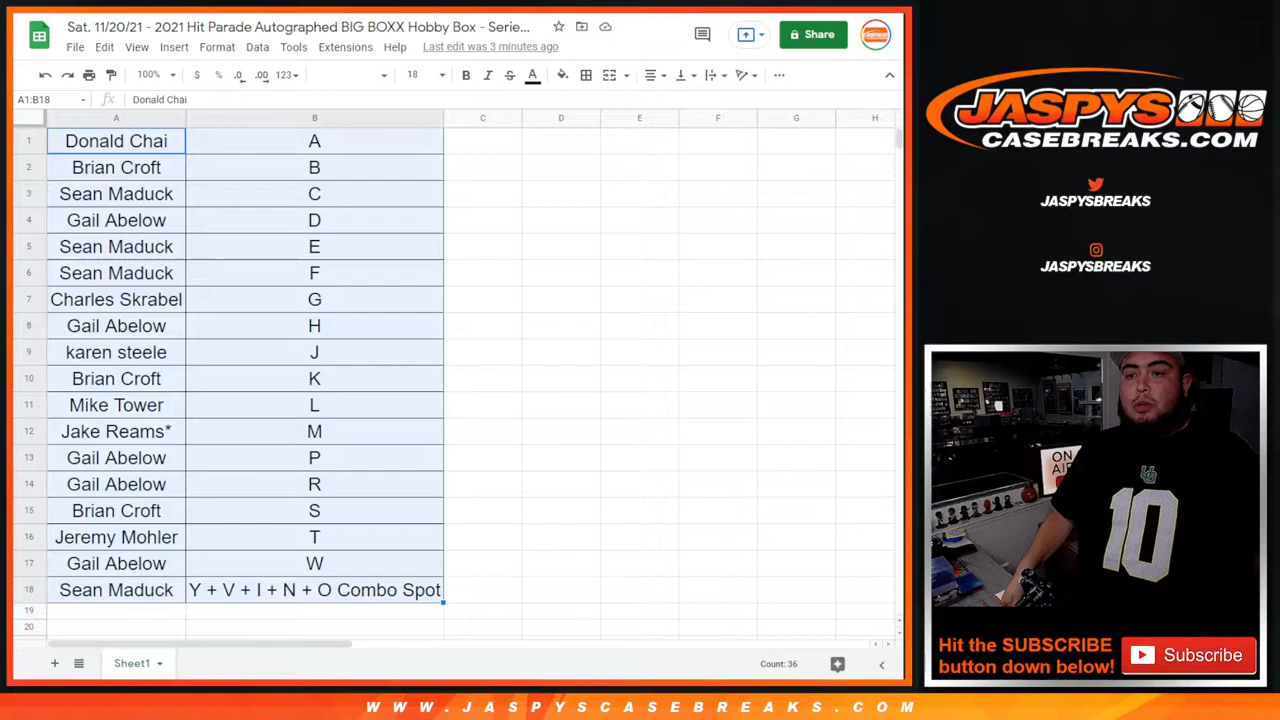 Sat. 11/20/21 - 2021 Hit Parade Autographed BIG BOXX Hobby Box - Serie...
Share
File Edit View Insert Format Data Tools Extensions Help Last edit was 3 minutes ago
100% $ % .0 .00 123 18 B I S A
A1:B18 fx Donald Chai
A B C D E F G H
1 Donald Chai A
2 Brian Croft B
3 Sean Maduck C
4 Gail Abelow D
5 Sean Maduck E
6 Sean Maduck F
7 Charles Skrabel G
8 Gail Abelow H
9 karen steele J
10 Brian Croft K
11 Mike Tower L
12 Jake Reams* M
13 Gail Abelow P
14 Gail Abelow R
15 Brian Croft S
16 Jeremy Mohler T
17 Gail Abelow W
18 Sean Maduck Y + V + I + N + O Combo Spot
19
20
Sheet1
Count: 36
JASPYS
CASEBREAKS.COM
JASPYSBREAKS
JASPYSBREAKS
ON
AIR
10
Hit the SUBSCRIBE
button down below!
Subscribe
WWW.JASPYSCASEBREAKS.COM